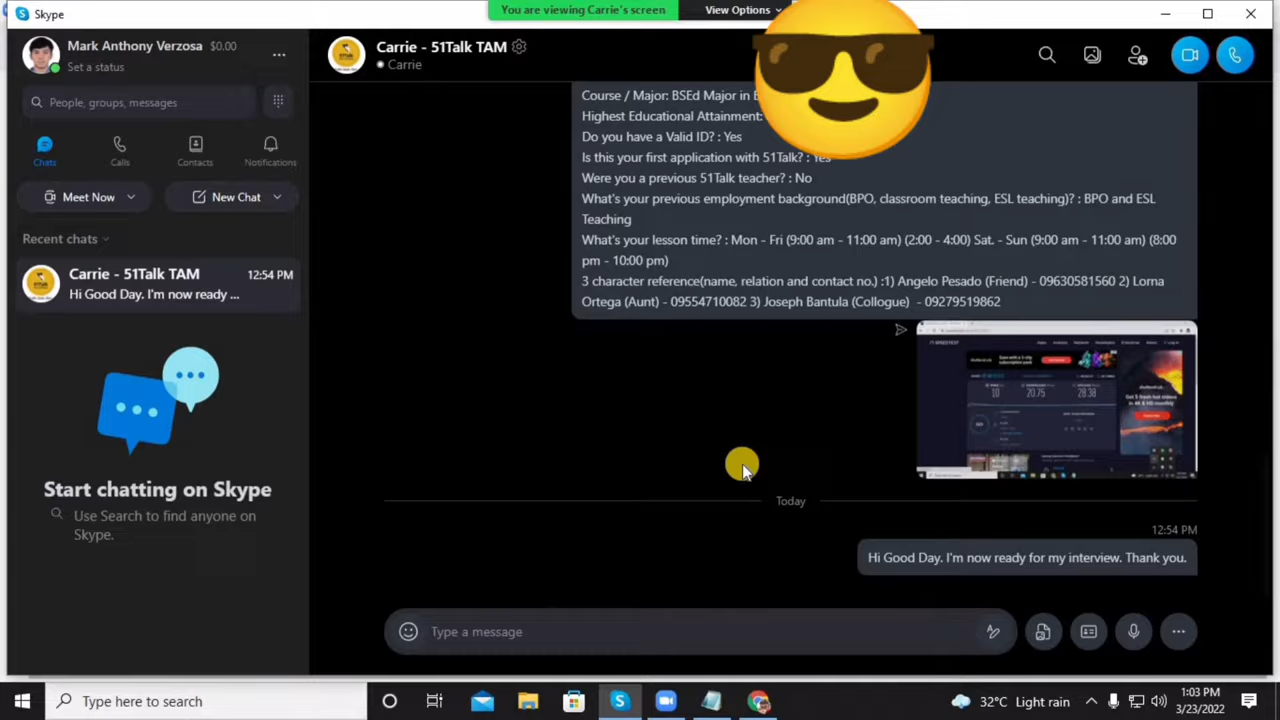 Skype
You are viewing Carrie's screen
View Options
Mark Anthony Verzosa $0.00
Set a status
People, groups, messages
Chats
Calls
Contacts
Notifications
Meet Now
New Chat
Recent chats
Carrie - 51Talk TAM
12:54 PM
Hi Good Day. I'm now ready ...
Start chatting on Skype
Use Search to find anyone on
Skype.
Carrie - 51Talk TAM
Carrie
Course / Major: BSEd Major in
Highest Educational Attainment:
Do you have a Valid ID? : Yes
Is this your first application with 51Talk? : Yes
Were you a previous 51Talk teacher? : No
What's your previous employment background(BPO, classroom teaching, ESL teaching)? : BPO and ESL
Teaching
What's your lesson time? : Mon - Fri (9:00 am - 11:00 am) (2:00 - 4:00) Sat. - Sun (9:00 am - 11:00 am) (8:00
pm - 10:00 pm)
3 character reference(name, relation and contact no.) :1) Angelo Pesado (Friend) - 09630581560 2) Lorna
Ortega (Aunt) - 09554710082 3) Joseph Bantula (Collogue) - 09279519862
SPEEDTEST
10 20.75 28.38
Today
12:54 PM
Hi Good Day. I'm now ready for my interview. Thank you.
Type a message
Type here to search
32°C Light rain
1:03 PM
3/23/2022